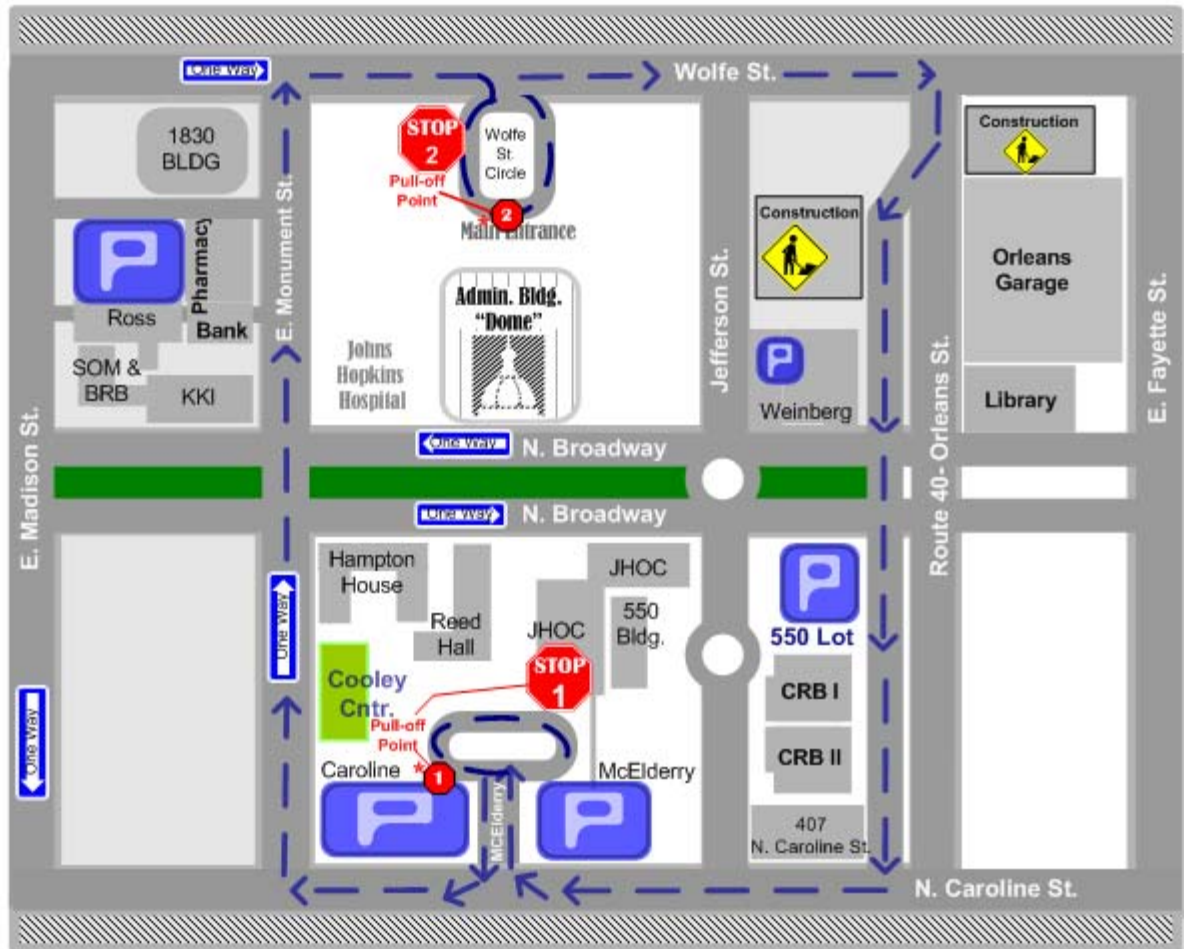 One Way
Wolfe St.
1830
BLDG
STOP
2
Wolfe
St.
Circle
Construction
Pull-off
Point
*
2
Main Entrance
E. Monument St.
P
Pharmacy
Construction
Orleans
Garage
Ross
Bank
Admin. Bldg.
“Dome”
Jefferson St.
E. Fayette St.
SOM &
BRB
KKI
Johns
Hopkins
Hospital
P
Weinberg
Library
E. Madison St.
One Way
N. Broadway
Route 40- Orleans St.
One Way
N. Broadway
Hampton
House
Reed
Hall
JHOC
JHOC
550
Bldg.
P
550 Lot
One Way
Cooley
Cntr.
STOP
1
CRB I
Pull-off
Point
*
1
One Way
Caroline
McElderry
CRB II
P
MCElderry
P
407
N. Caroline St.
N. Caroline St.